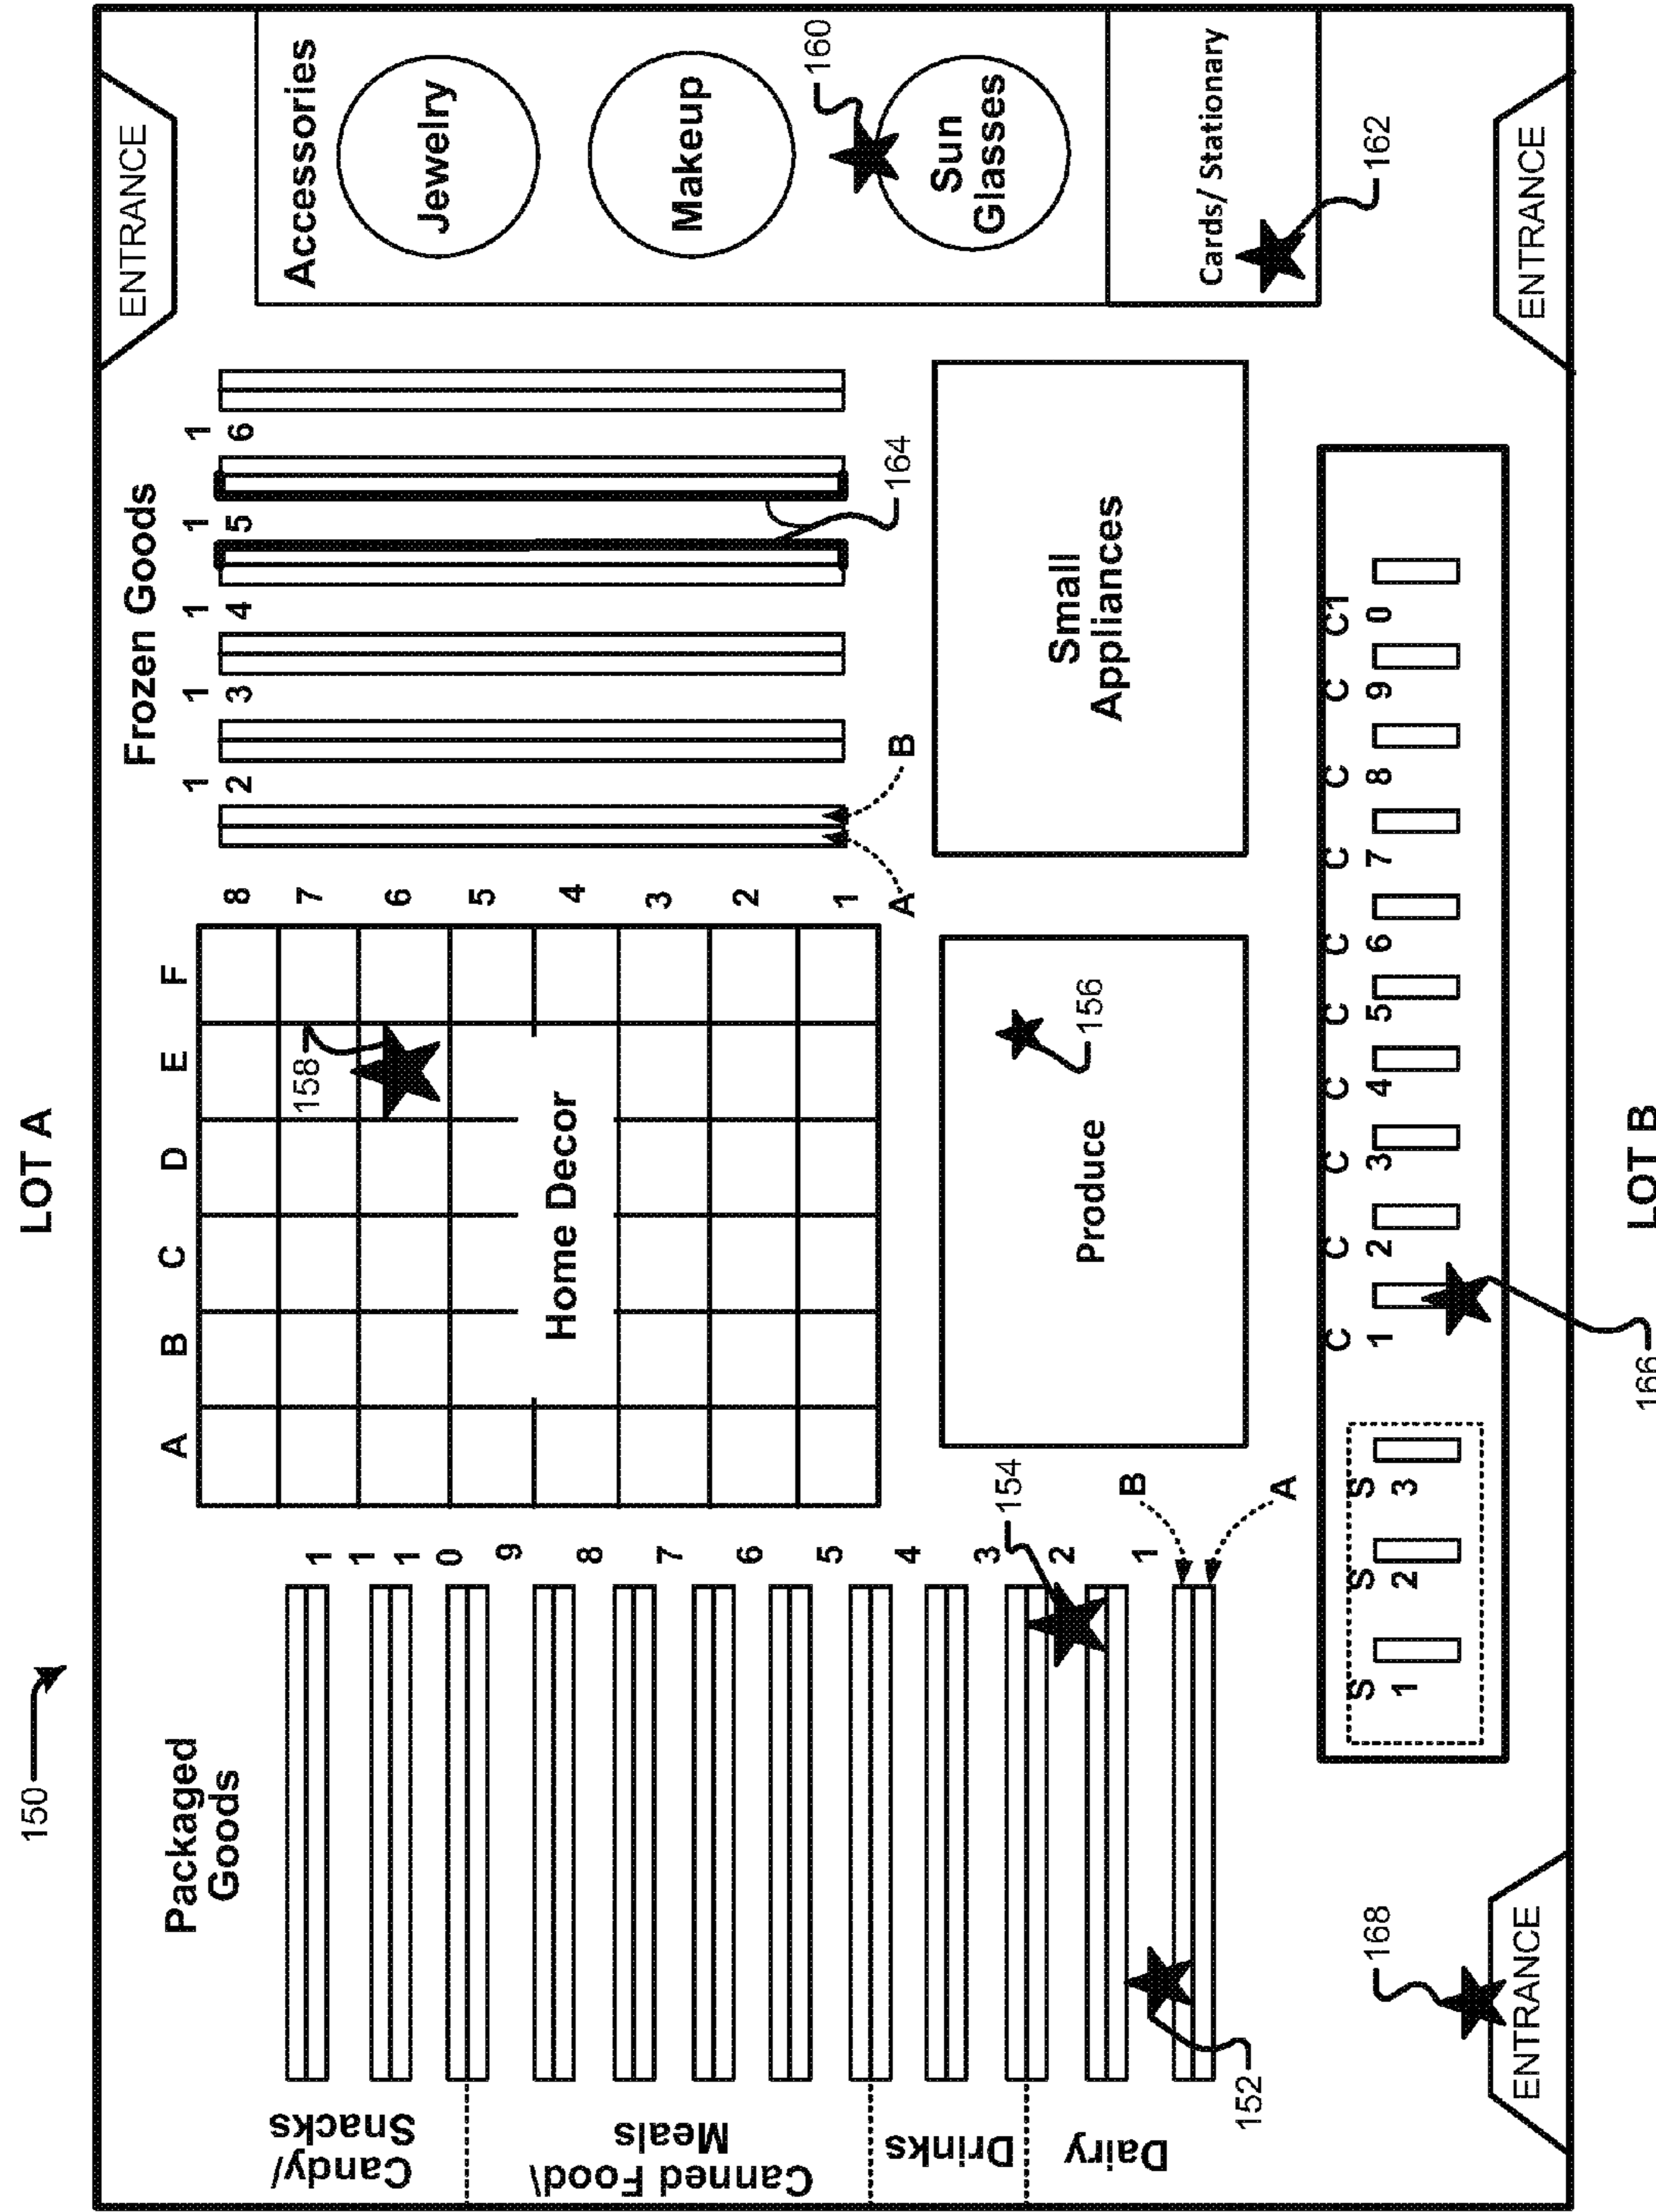 150
LOT A
ENTRANCE
Packaged
Goods
A B C D E F
Frozen Goods
1 1 1 1 1
2 3 4 5 6
Accessories
Candy/
Snacks
Canned Food\
Meals
Drinks
Dairy
1
1
1
0
9
8
7
6
5
4
3
2
1
8
7
6
5
4
3
2
1
158
Home Decor
Jewelry
Makeup
160
Sun
Glasses
164
A
B
154
B
A
152
Produce
156
Small
Appliances
Cards/ Stationary
162
S S S
1 2 3
C C C C C C C C C C1
1 2 3 4 5 6 7 8 9 0
168
ENTRANCE
ENTRANCE
166
LOT B